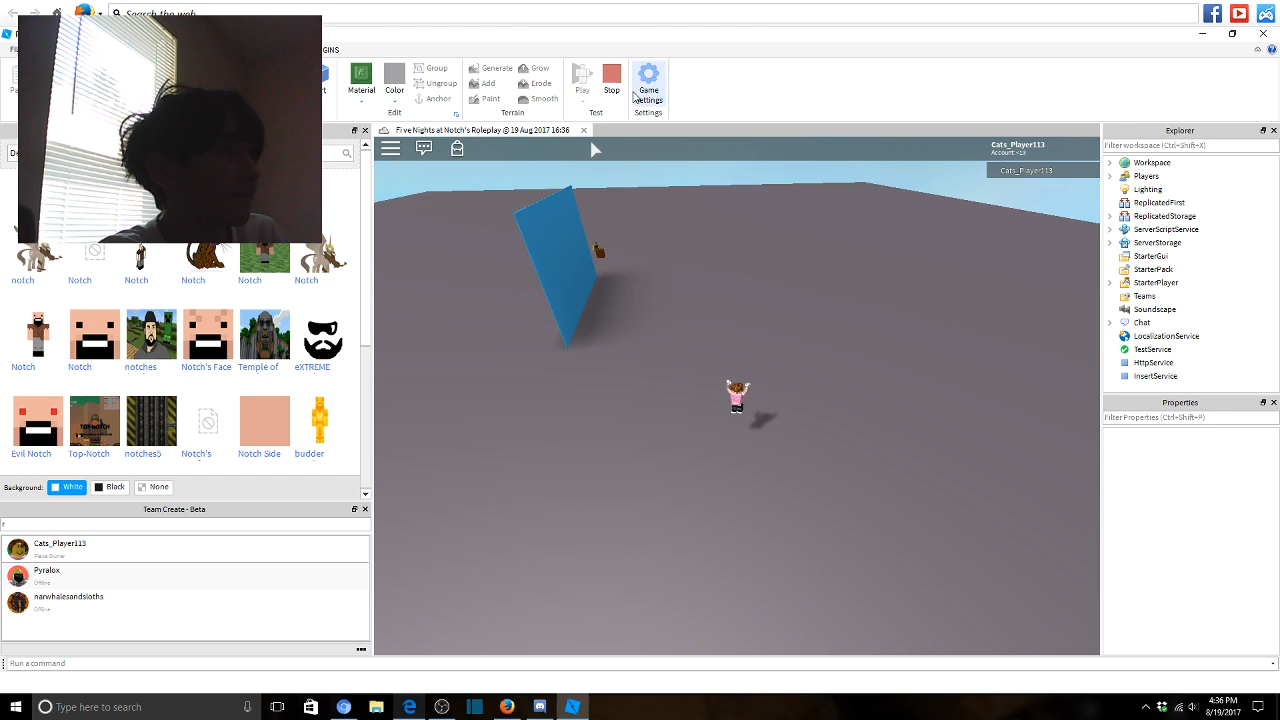 Search the web
GINS
Material
Color
Group
Ungroup
Anchor
Edit
Generate
Grow
Add
Erode
Paint
Smooth
Terrain
Play
Stop
Test
Game
Settings
Settings
Five Nights at Notch's Roleplay @ 19 Aug 2017 16:36
Cats_Player113
Account: <13
Cats_Player113
notch
Notch
Notch
Notch
Notch
Notch
Notch
Notch
notches
Notch's Face
Temple of
eXTREME
Evil Notch
Top-Notch
notches5
Notch's
Notch Side
budder
TOP NOTCH
Background:
White
Black
None
Team Create - Beta
r
Cats_Player113
Place Owner
Pyralox
Offline
narwhalesandsloths
Offline
Run a command
Explorer
Filter workspace (Ctrl+Shift+X)
Workspace
Players
Lighting
ReplicatedFirst
ReplicatedStorage
ServerScriptService
ServerStorage
StarterGui
StarterPack
StarterPlayer
Teams
Soundscape
Chat
LocalizationService
TestService
HttpService
InsertService
Properties
Filter Properties (Ctrl+Shift+P)
Type here to search
4:36 PM
8/19/2017